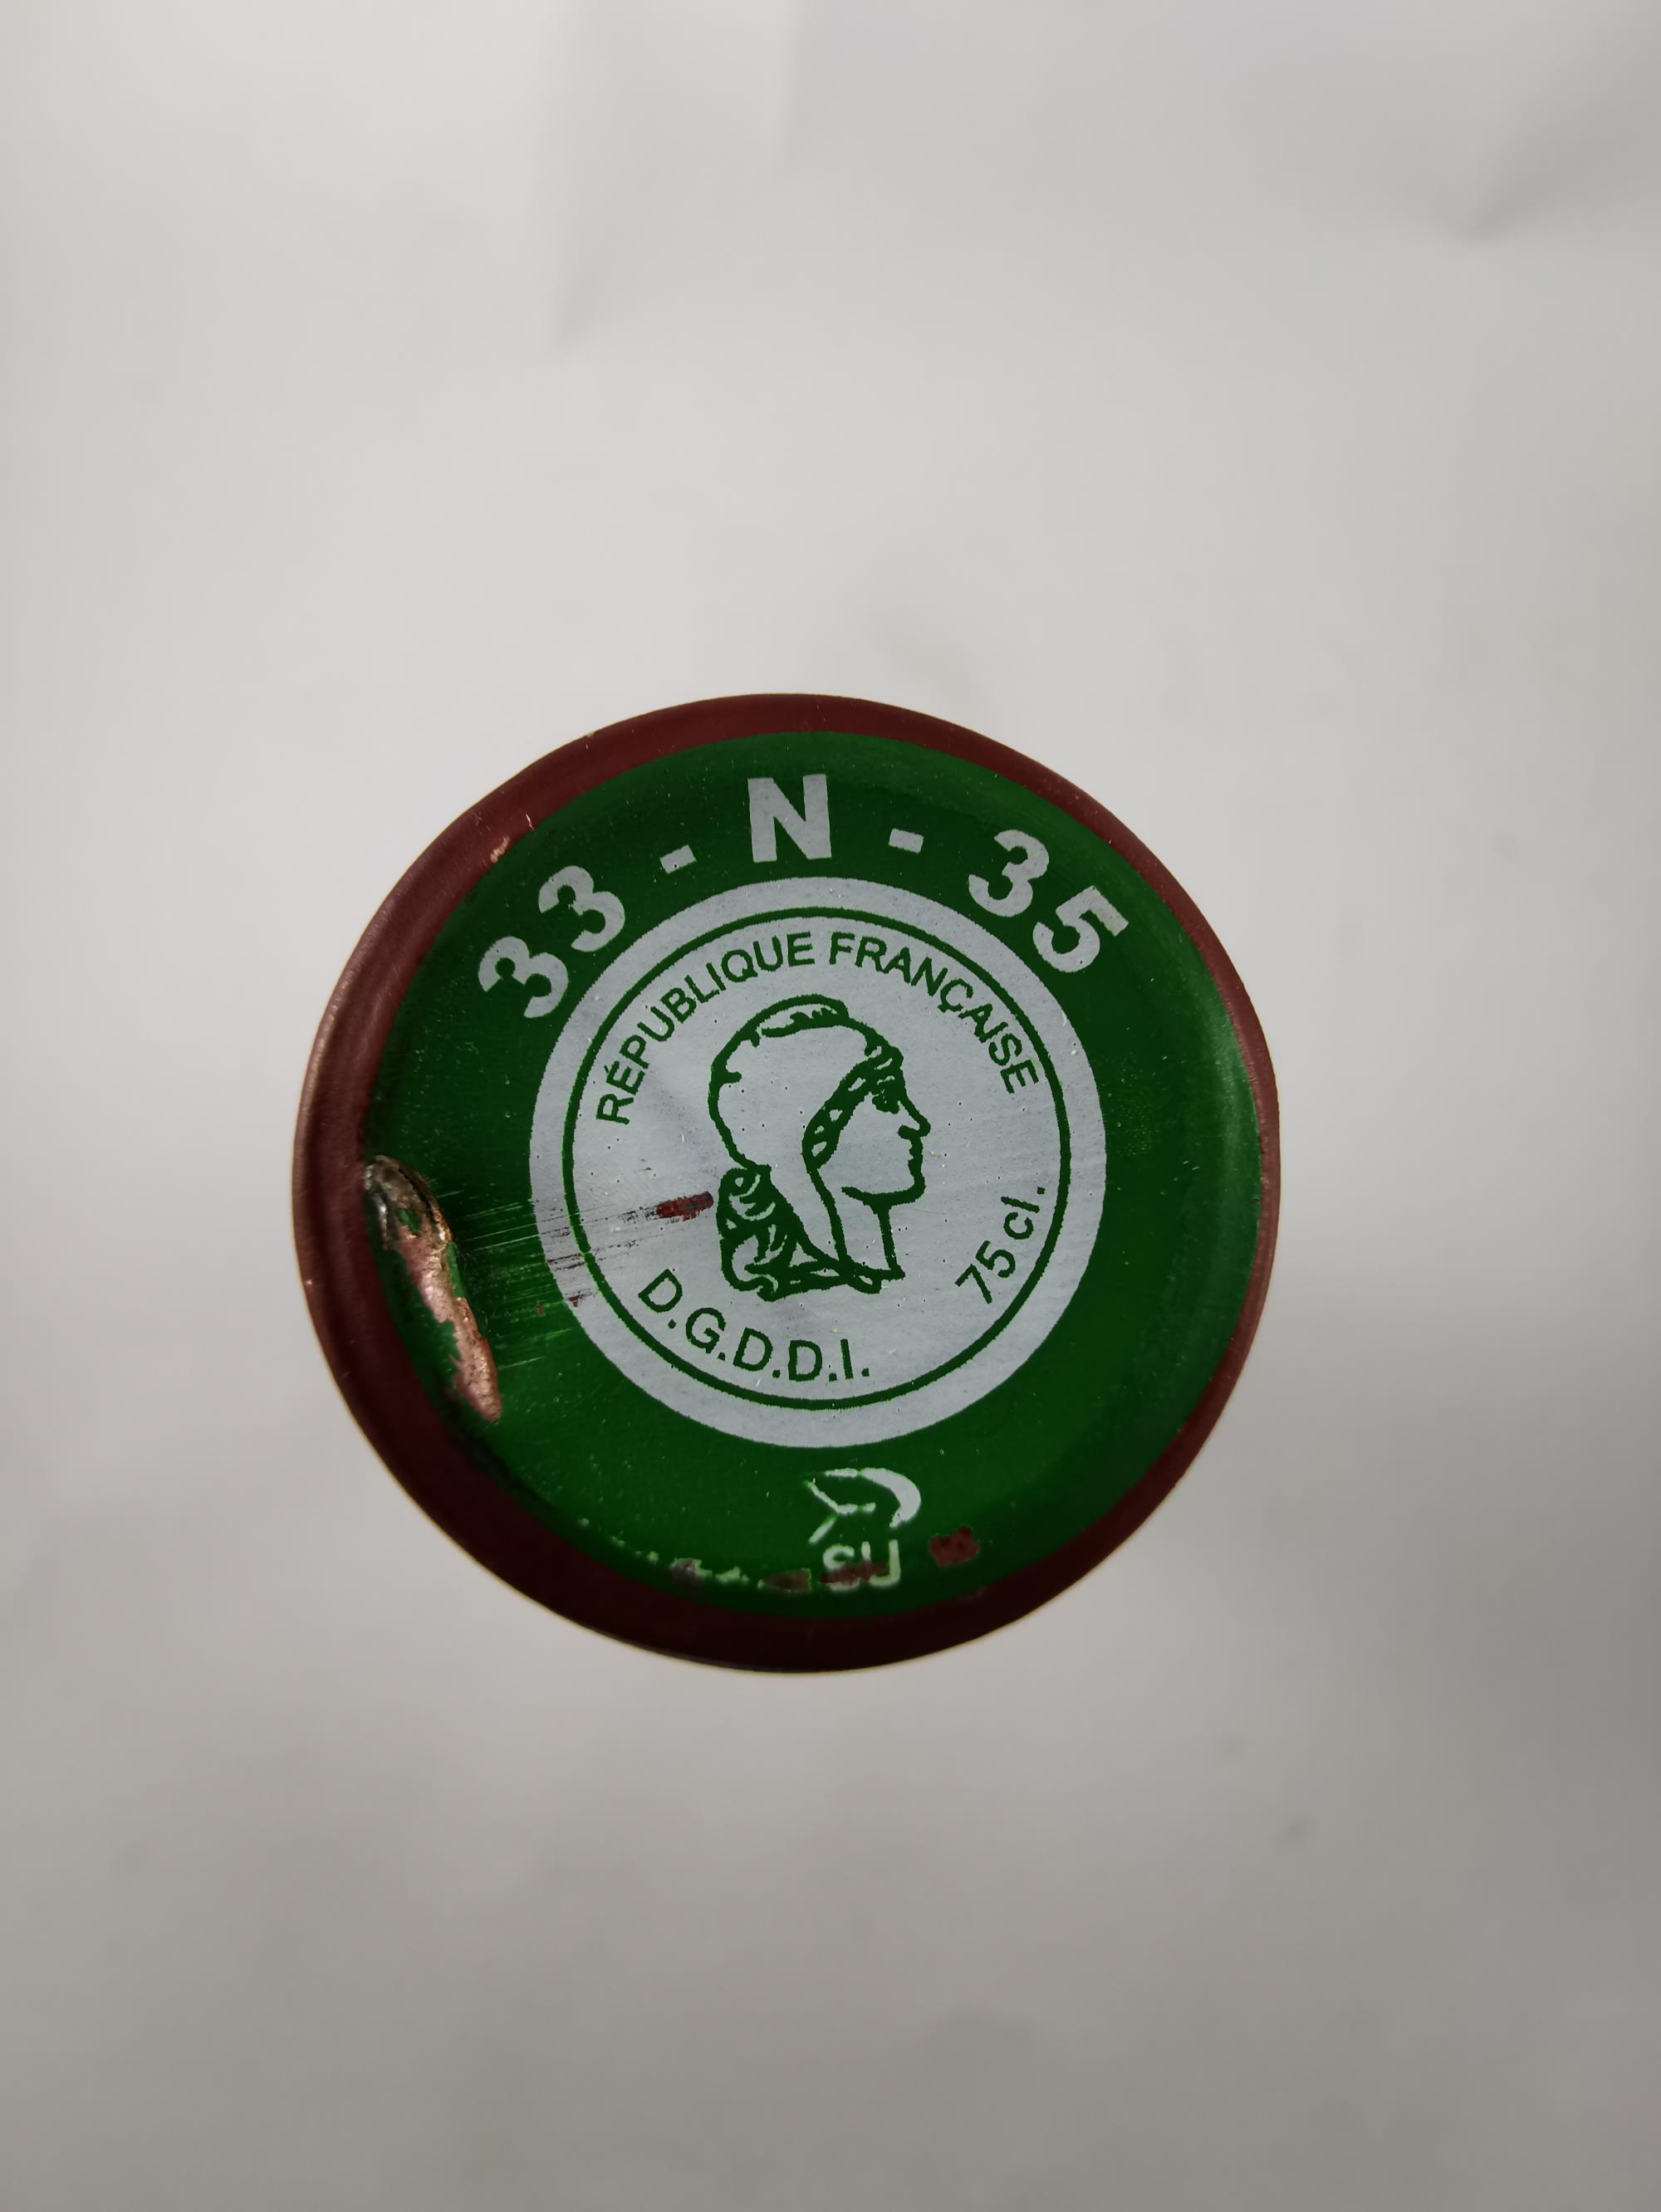 33 - N - 35
RÉPUBLIQUE FRANÇAISE
75 cl.
D.G.D.D.I.